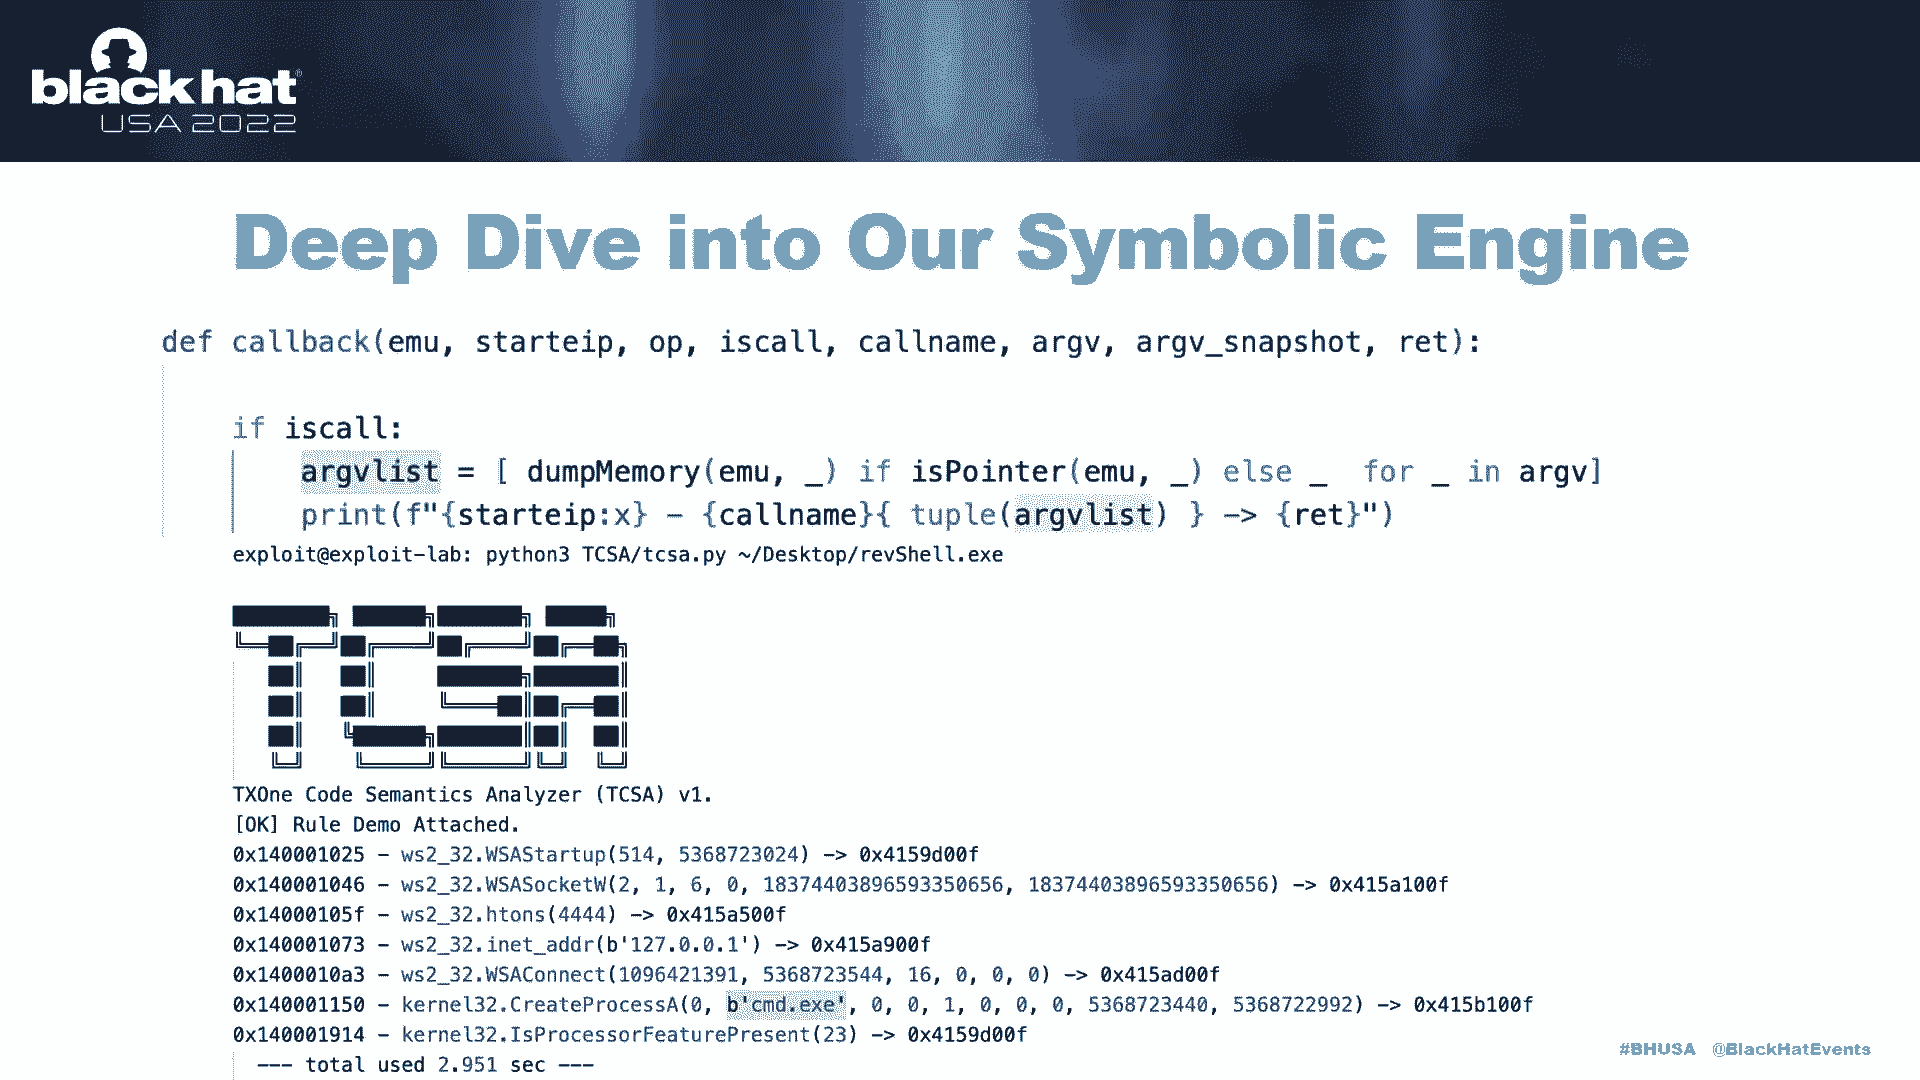 black hat®
USA 2022
Deep Dive into Our Symbolic Engine
def callback(emu, starteip, op, iscall, callname, argv, argv_snapshot, ret):
if iscall:
argvlist = [ dumpMemory(emu, _) if isPointer(emu, _) else _ for _ in argv]
print(f"{starteip:x} - {callname}{ tuple(argvlist) } -> {ret}")
exploit@exploit-lab: python3 TCSA/tcsa.py ~/Desktop/revShell.exe
TCSA
TXOne Code Semantics Analyzer (TCSA) v1.
[OK] Rule Demo Attached.
0x140001025 - ws2_32.WSAStartup(514, 5368723024) -> 0x4159d00f
0x140001046 - ws2_32.WSASocketW(2, 1, 6, 0, 18374403896593350656, 18374403896593350656) -> 0x415a100f
0x14000105f - ws2_32.htons(4444) -> 0x415a500f
0x140001073 - ws2_32.inet_addr(b'127.0.0.1') -> 0x415a900f
0x1400010a3 - ws2_32.WSAConnect(1096421391, 5368723544, 16, 0, 0, 0) -> 0x415ad00f
0x140001150 - kernel32.CreateProcessA(0, b'cmd.exe', 0, 0, 1, 0, 0, 0, 5368723440, 5368722992) -> 0x415b100f
0x140001914 - kernel32.IsProcessorFeaturePresent(23) -> 0x4159d00f
--- total used 2.951 sec ---
#BHUSA @BlackHatEvents